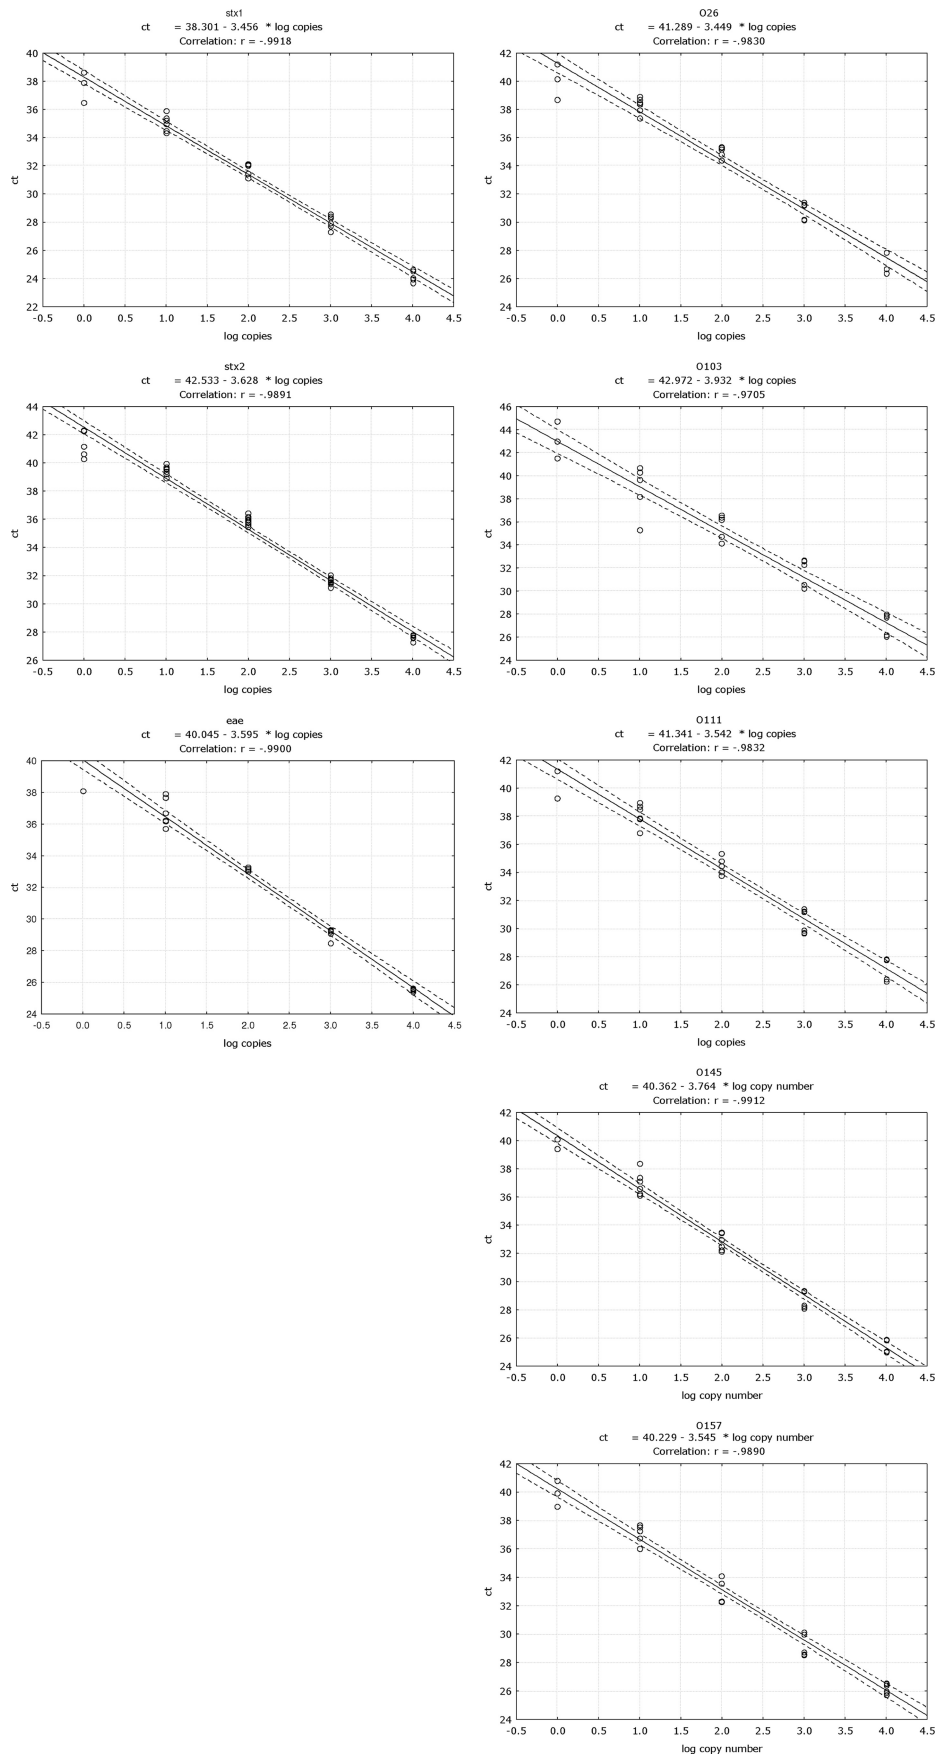 stx1
ct = 38.301 - 3.456 * log copies
Correlation: r = -.9918
40
38
36
34
32
30
28
26
24
22
ct
-0.5 0.0 0.5 1.0 1.5 2.0 2.5 3.0 3.5 4.0 4.5
log copies
O26
ct = 41.289 - 3.449 * log copies
Correlation: r = -.9830
42
40
38
36
34
32
30
28
26
24
ct
-0.5 0.0 0.5 1.0 1.5 2.0 2.5 3.0 3.5 4.0 4.5
log copies
stx2
ct = 42.533 - 3.628 * log copies
Correlation: r = -.9891
44
42
40
38
36
34
32
30
28
26
ct
-0.5 0.0 0.5 1.0 1.5 2.0 2.5 3.0 3.5 4.0 4.5
log copies
O103
ct = 42.972 - 3.932 * log copies
Correlation: r = -.9705
46
44
42
40
38
36
34
32
30
28
26
24
ct
-0.5 0.0 0.5 1.0 1.5 2.0 2.5 3.0 3.5 4.0 4.5
log copies
eae
ct = 40.045 - 3.595 * log copies
Correlation: r = -.9900
40
38
36
34
32
30
28
26
24
ct
-0.5 0.0 0.5 1.0 1.5 2.0 2.5 3.0 3.5 4.0 4.5
log copies
O111
ct = 41.341 - 3.542 * log copies
Correlation: r = -.9832
42
40
38
36
34
32
30
28
26
24
ct
-0.5 0.0 0.5 1.0 1.5 2.0 2.5 3.0 3.5 4.0 4.5
log copies
O145
ct = 40.362 - 3.764 * log copy number
Correlation: r = -.9912
42
40
38
36
34
32
30
28
26
24
ct
-0.5 0.0 0.5 1.0 1.5 2.0 2.5 3.0 3.5 4.0 4.5
log copy number
O157
ct = 40.229 - 3.545 * log copy number
Correlation: r = -.9890
42
40
38
36
34
32
30
28
26
24
ct
-0.5 0.0 0.5 1.0 1.5 2.0 2.5 3.0 3.5 4.0 4.5
log copy number